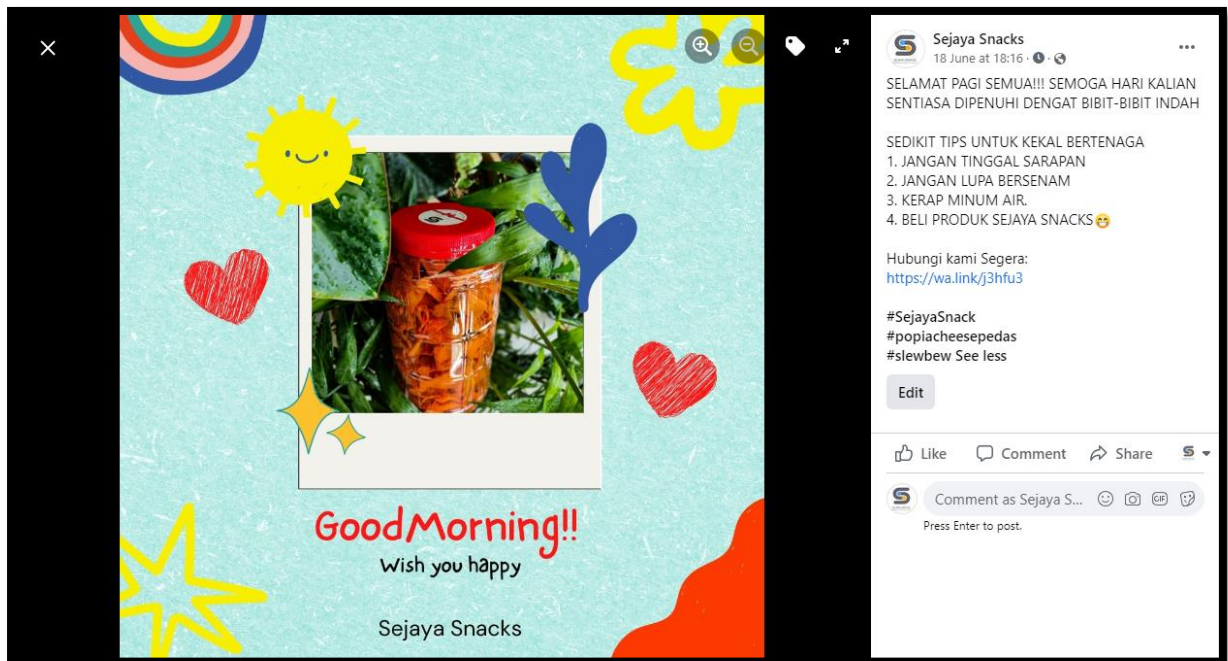 GoodMorning!!
Wish you happy
Sejaya Snacks
Sejaya Snacks
18 June at 18:16 ·
SELAMAT PAGI SEMUA!!! SEMOGA HARI KALIAN
SENTIASA DIPENUHI DENGAT BIBIT-BIBIT INDAH
SEDIKIT TIPS UNTUK KEKAL BERTENAGA
1. JANGAN TINGGAL SARAPAN
2. JANGAN LUPA BERSENAM
3. KERAP MINUM AIR.
4. BELI PRODUK SEJAYA SNACKS😁
Hubungi kami Segera:
https://wa.link/j3hfu3
#SejayaSnack
#popiacheesepedas
#slewbew See less
Edit
Like Comment Share
Comment as Sejaya S... GIF
Press Enter to post.